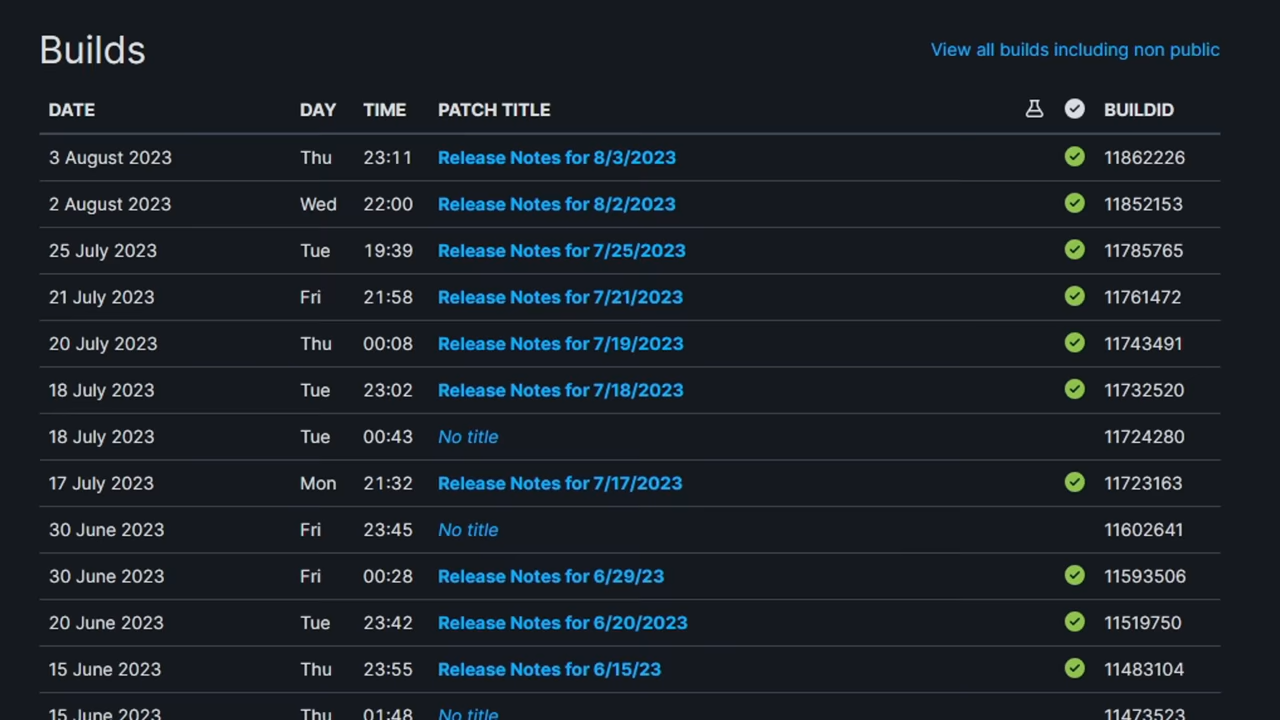 Builds View all builds including non public
DATE DAY TIME PATCH TITLE BUILDID
3 August 2023 Thu 23:11 Release Notes for 8/3/2023 11862226
2 August 2023 Wed 22:00 Release Notes for 8/2/2023 11852153
25 July 2023 Tue 19:39 Release Notes for 7/25/2023 11785765
21 July 2023 Fri 21:58 Release Notes for 7/21/2023 11761472
20 July 2023 Thu 00:08 Release Notes for 7/19/2023 11743491
18 July 2023 Tue 23:02 Release Notes for 7/18/2023 11732520
18 July 2023 Tue 00:43 No title 11724280
17 July 2023 Mon 21:32 Release Notes for 7/17/2023 11723163
30 June 2023 Fri 23:45 No title 11602641
30 June 2023 Fri 00:28 Release Notes for 6/29/23 11593506
20 June 2023 Tue 23:42 Release Notes for 6/20/2023 11519750
15 June 2023 Thu 23:55 Release Notes for 6/15/23 11483104
15 June 2023 Thu 01:48 No title 11473523